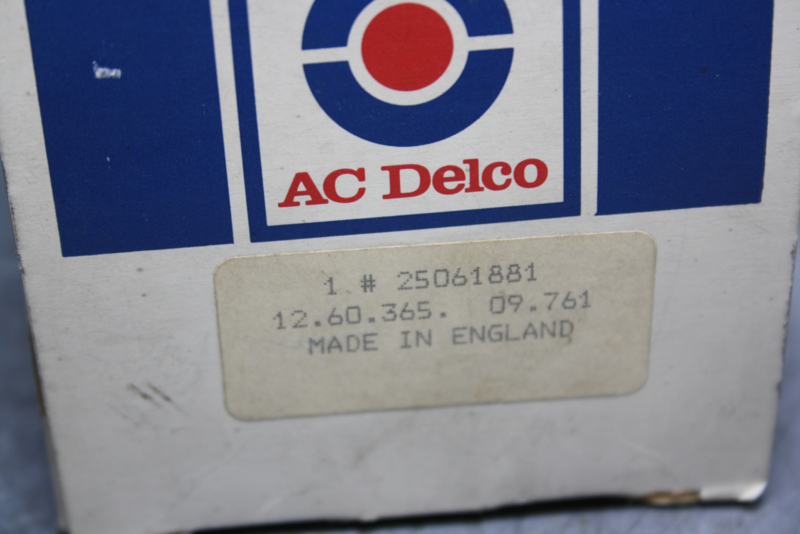 AC Delco
1 # 25061881
12.60.365. 09.761
MADE IN ENGLAND